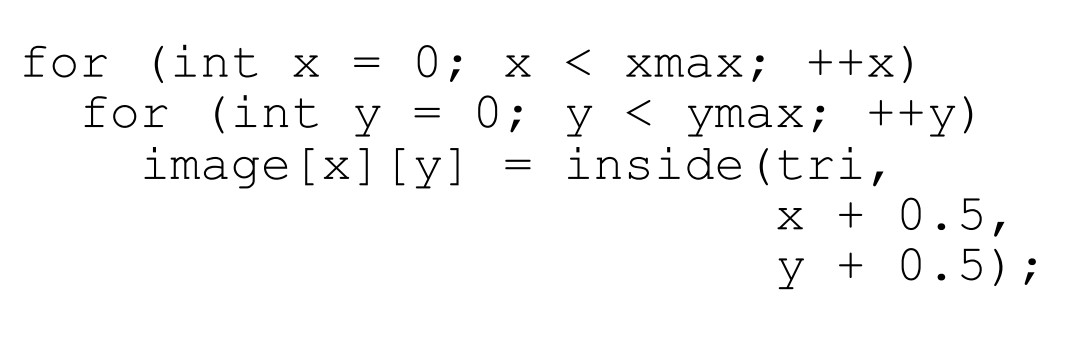 for (int x = 0; x < xmax; ++x)
  for (int y = 0; y < ymax; ++y)
    image[x][y] = inside(tri,
                         x + 0.5,
                         y + 0.5);